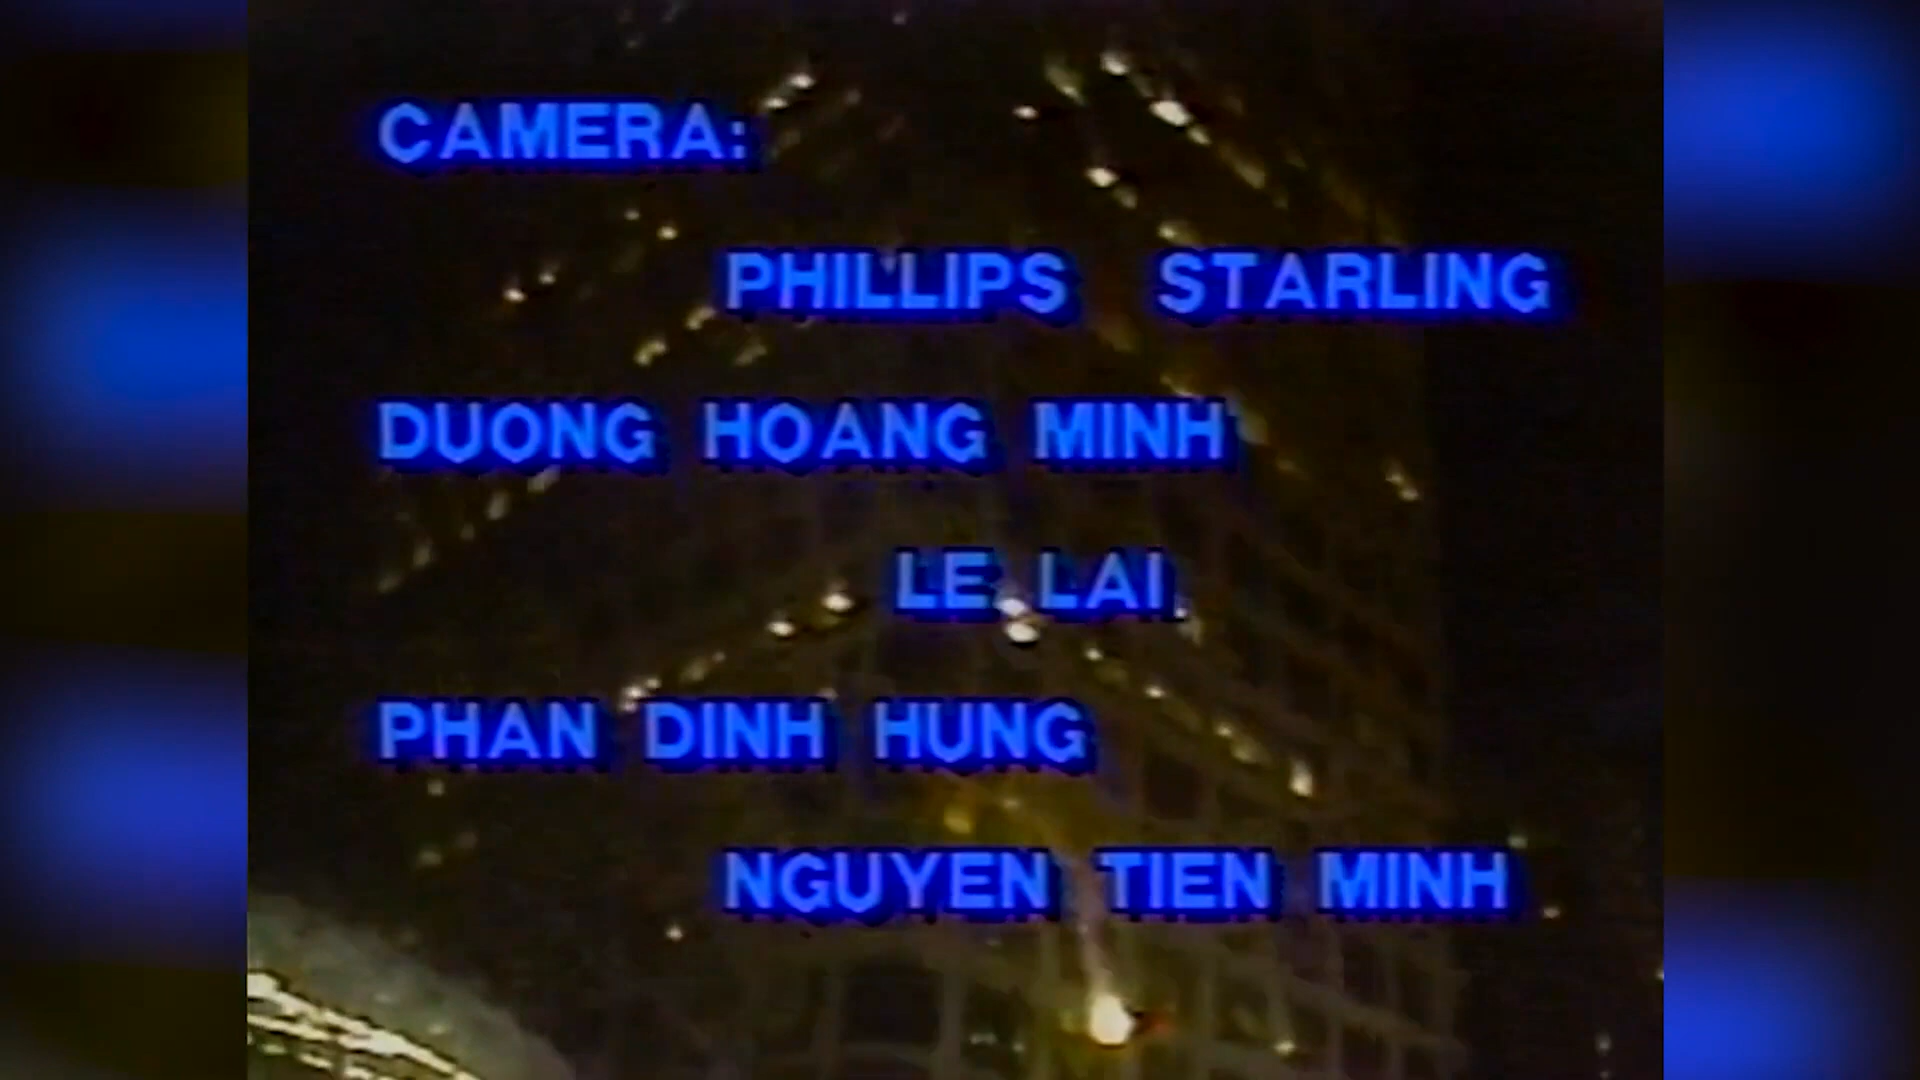 CAMERA:
PHILLIPS STARLING
DUONG HOANG MINH
LE LAI
PHAN DINH HUNG
NGUYEN TIEN MINH